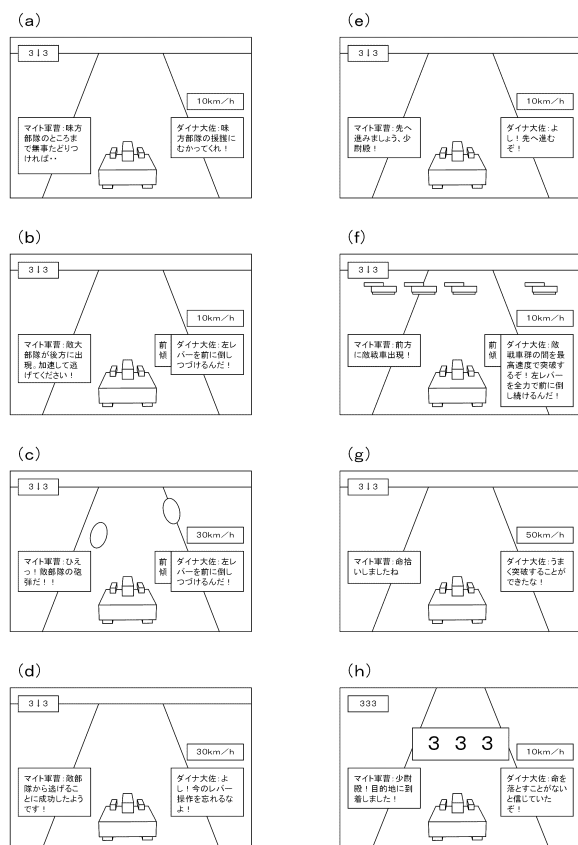 (a)
3↓3
10km/h
マイト軍曹:味方
部隊のところま
で無事たどりつ
ければ・・
ダイナ大佐:味
方部隊の援護に
むかってくれ!
(b)
3↓3
10km/h
マイト軍曹:敵大
部隊が後方に出
現。加速して逃
げてください!
前
傾
ダイナ大佐:左レ
バーを前に倒し
つづけるんだ!
(c)
3↓3
30km/h
マイト軍曹:ひえ
っ!敵部隊の砲
弾だ!!
前
傾
ダイナ大佐:左レ
バーを前に倒し
つづけるんだ!
(d)
3↓3
30km/h
マイト軍曹:敵部
隊から逃げるこ
とに成功したよう
です!
ダイナ大佐:よ
し!今のレバー
操作を忘れるな
よ!
(e)
3↓3
10km/h
マイト軍曹:先へ
進みましょう、少
尉殿!
ダイナ大佐:よ
し!先へ進む
ぞ!
(f)
3↓3
10km/h
マイト軍曹:前方
に敵戦車出現!
前
傾
ダイナ大佐:敵
戦車群の間を最
高速度で突破す
るぞ!左レバー
を全力で前に倒
し続けるんだ!
(g)
3↓3
50km/h
マイト軍曹:命拾
いしましたね
ダイナ大佐:うま
く突破することが
できたな!
(h)
333
3 3 3
10km/h
マイト軍曹:少尉
殿!目的地に到
着しました!
ダイナ大佐:命を
落とすことがない
と信じていた
ぞ!